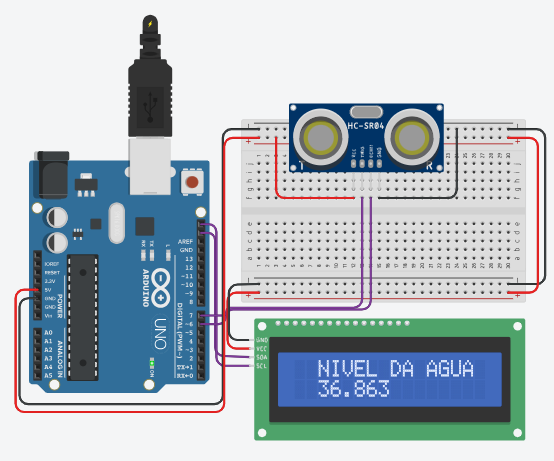 HC-SR04
T
R
VCC
TRIG
ECHO
GND
NIVEL DA AGUA
36.863
GND
VCC
SDA
SCL
IOREF
RESET
3.3V
5V
GND
GND
Vin
POWER
A0
A1
A2
A3
A4
A5
ANALOG IN
AREF
GND
13
12
~11
~10
~9
8
7
~6
~5
4
~3
2
TX→1
RX←0
DIGITAL (PWM~)
L
TX
RX
ON
ARDUINO
UNO
a b c d e
f g h i j